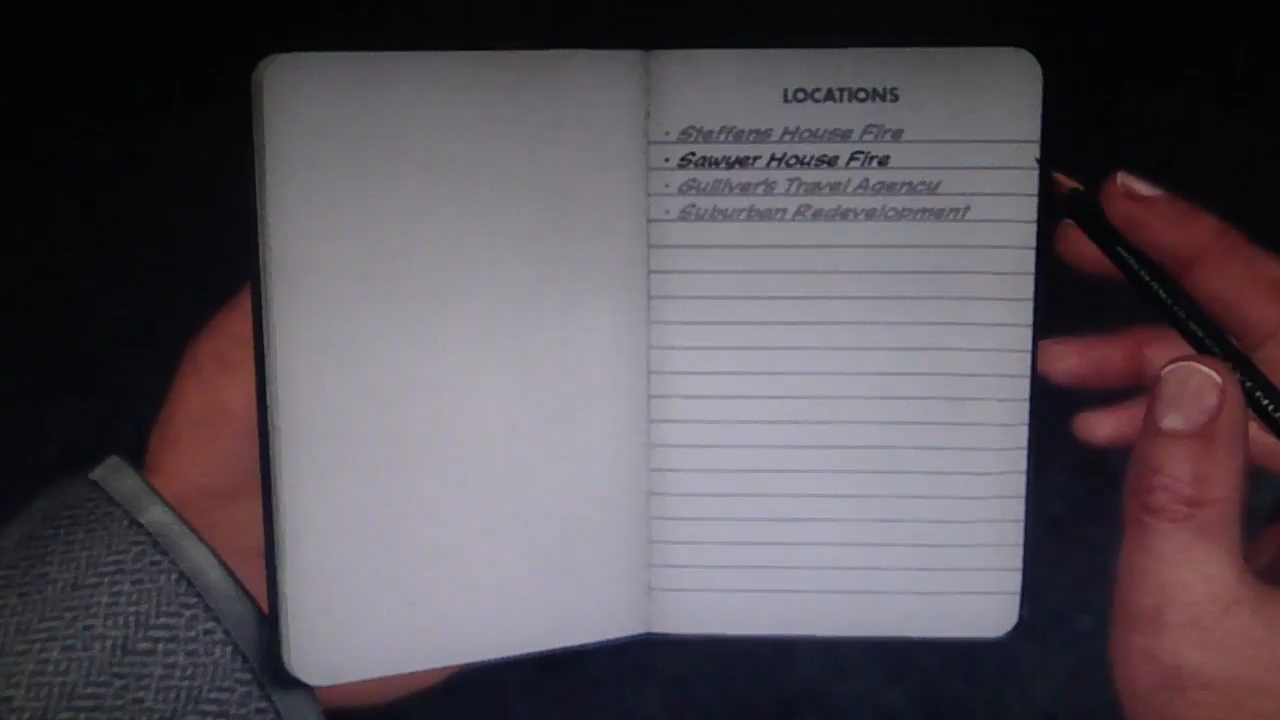 LOCATIONS
· Steffens House Fire
· Sawyer House Fire
· Gulliver's Travel Agency
· Suburban Redevelopment